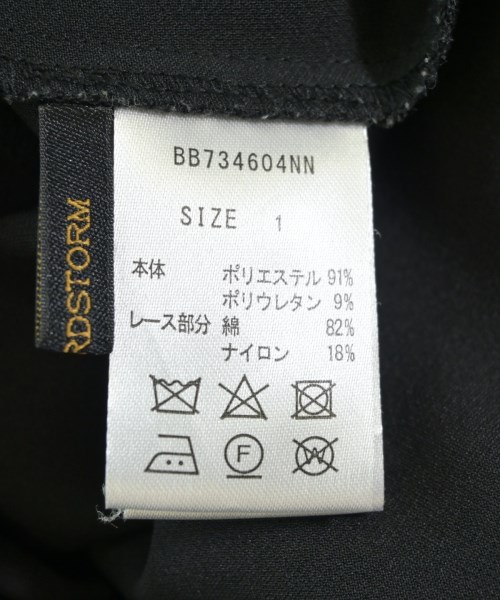 BB734604NN
SIZE 1
本体 ポリエステル 91%
ポリウレタン 9%
レース部分 綿 82%
ナイロン 18%
F
W
RDSTORM